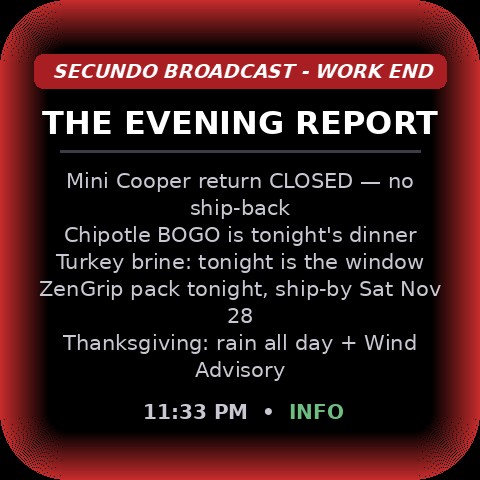 SECUNDO BROADCAST - WORK END
THE EVENING REPORT
Mini Cooper return CLOSED — no
ship-back
Chipotle BOGO is tonight's dinner
Turkey brine: tonight is the window
ZenGrip pack tonight, ship-by Sat Nov
28
Thanksgiving: rain all day + Wind
Advisory
11:33 PM • INFO